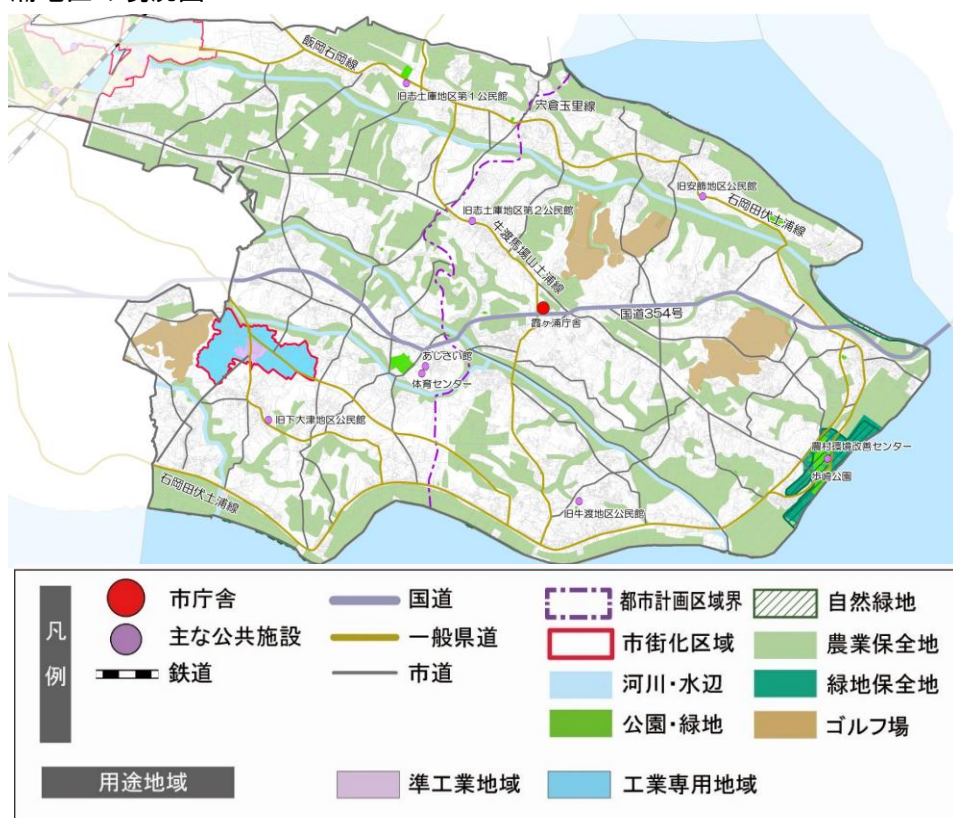 飯岡石岡線
旧志士庫地区第1公民館
宍倉玉里線
旧安飾地区公民館
石岡田伏土浦線
旧志士庫地区第2公民館
牛渡馬場山土浦線
国道354号
霞ヶ浦庁舎
あじさい館
体育センター
旧下大津地区公民館
農村環境改善センター
歩崎公園
石岡田伏土浦線
旧牛渡地区公民館
凡例
市庁舎
国道
都市計画区域界
自然緑地
主な公共施設
一般県道
市街化区域
農業保全地
鉄道
市道
河川・水辺
緑地保全地
公園・緑地
ゴルフ場
用途地域
準工業地域
工業専用地域